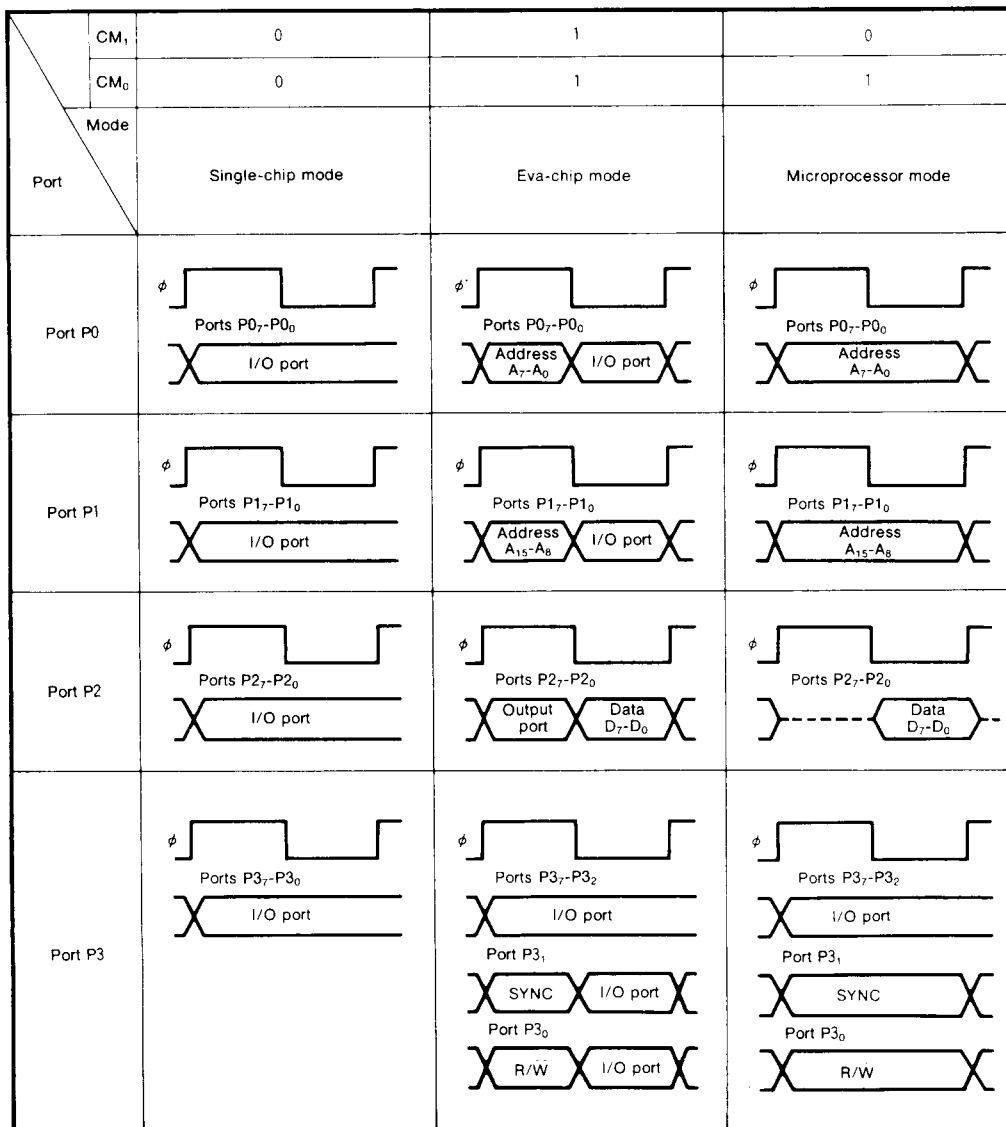 CM₁ 0 1 0
CM₀ 0 1 1
Mode
Port Single-chip mode Eva-chip mode Microprocessor mode
Port P0
ϕ ϕ ϕ
Ports P0₇-P0₀ Ports P0₇-P0₀ Ports P0₇-P0₀
I/O port Address A₇-A₀ I/O port Address A₇-A₀
Port P1
ϕ ϕ ϕ
Ports P1₇-P1₀ Ports P1₇-P1₀ Ports P1₇-P1₀
I/O port Address A₁₅-A₈ I/O port Address A₁₅-A₈
Port P2
ϕ ϕ ϕ
Ports P2₇-P2₀ Ports P2₇-P2₀ Ports P2₇-P2₀
I/O port Output port Data D₇-D₀ Data D₇-D₀
Port P3
ϕ ϕ ϕ
Ports P3₇-P3₀ Ports P3₇-P3₂ Ports P3₇-P3₂
I/O port I/O port I/O port
Port P3₁ Port P3₁
SYNC I/O port SYNC
Port P3₀ Port P3₀
R/W I/O port R/W